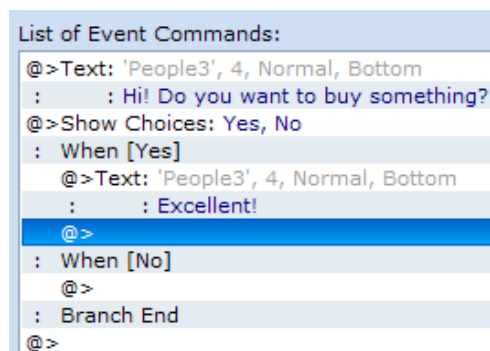 List of Event Commands:
@>Text: 'People3', 4, Normal, Bottom
: : Hi! Do you want to buy something?
@>Show Choices: Yes, No
: When [Yes]
@>Text: 'People3', 4, Normal, Bottom
: : Excellent!
@>
: When [No]
@>
: Branch End
@>